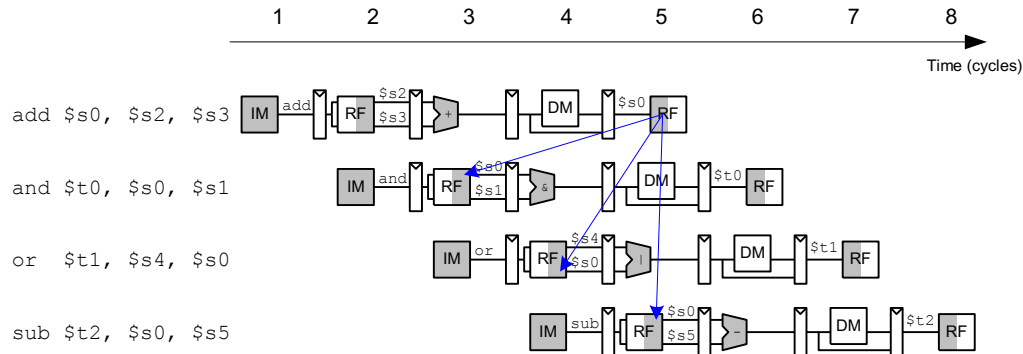 1 2 3 4 5 6 7 8
Time (cycles)
add $s0, $s2, $s3 IM add RF $s2 $s3 + DM $s0 RF
and $t0, $s0, $s1 IM and RF $s0 $s1 & DM $t0 RF
or $t1, $s4, $s0 IM or RF $s4 $s0 | DM $t1 RF
sub $t2, $s0, $s5 IM sub RF $s0 $s5 - DM $t2 RF